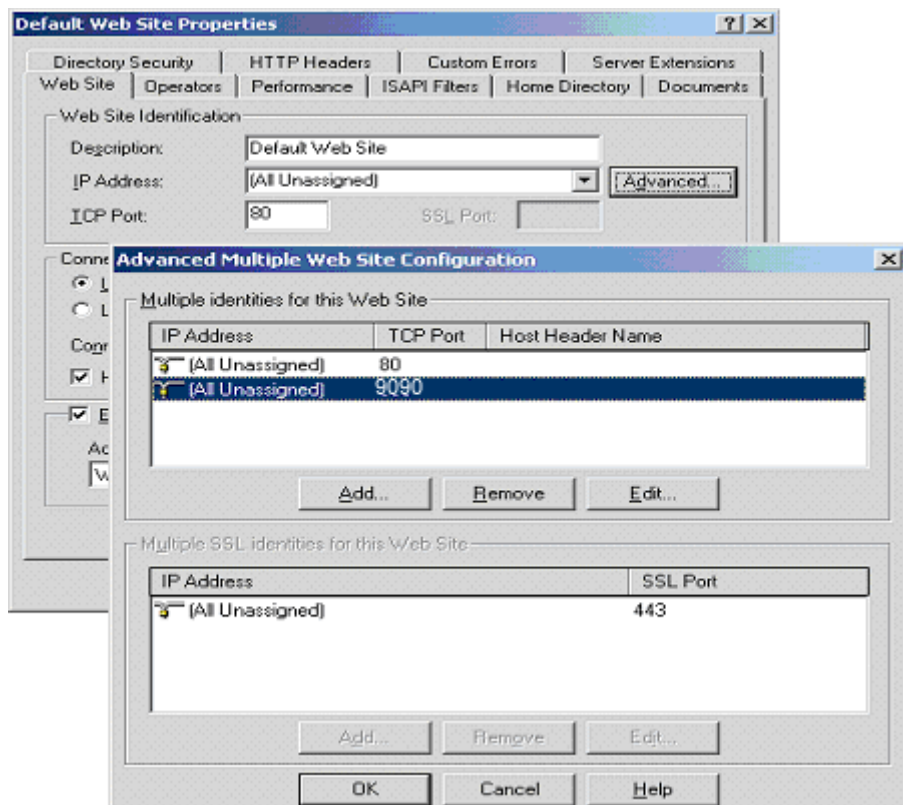 Default Web Site Properties
Directory Security HTTP Headers Custom Errors Server Extensions
Web Site Operators Performance ISAPI Filters Home Directory Documents
Web Site Identification
Description: Default Web Site
IP Address: (All Unassigned) Advanced...
TCP Port: 80 SSL Port:
Conne
L
L
Conn
H
E
Ac
W
Advanced Multiple Web Site Configuration
Multiple identities for this Web Site
IP Address TCP Port Host Header Name
(All Unassigned) 80
(All Unassigned) 9090
Add... Remove Edit...
Multiple SSL identities for this Web Site
IP Address SSL Port
(All Unassigned) 443
Add... Remove Edit...
OK Cancel Help